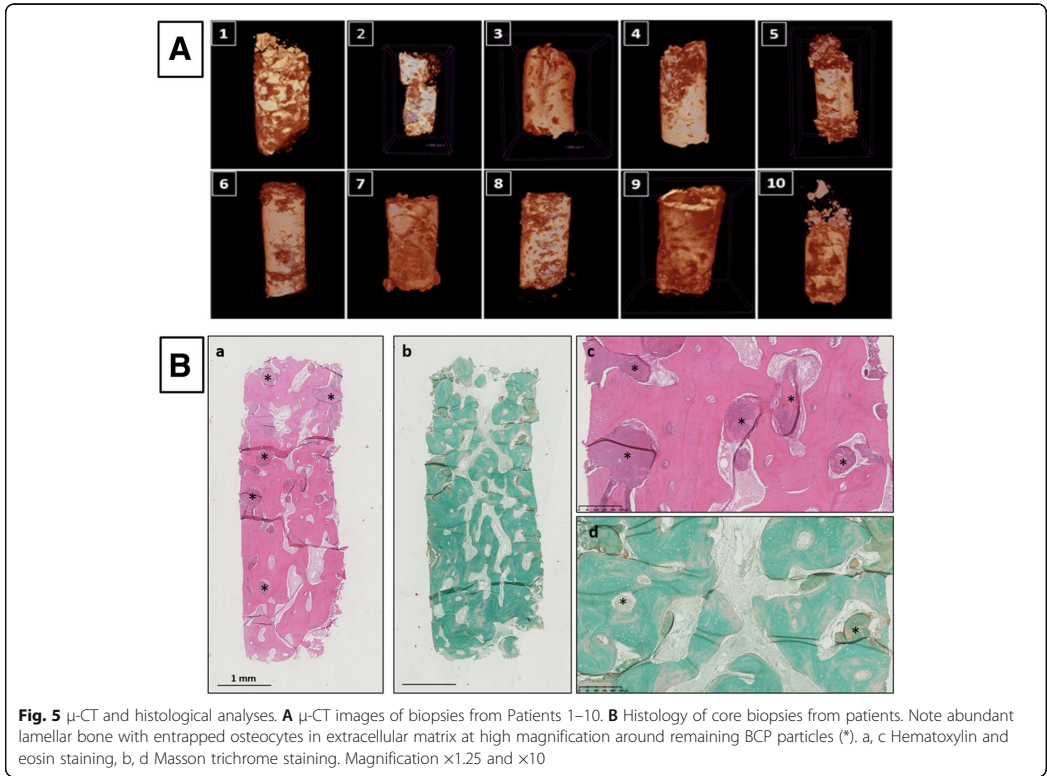 A
1 2 3 4 5
6 7 8 9 10
B
a b c
* * * * * * * * * *
d
* *
1 mm
Fig. 5 μ-CT and histological analyses. A μ-CT images of biopsies from Patients 1–10. B Histology of core biopsies from patients. Note abundant
lamellar bone with entrapped osteocytes in extracellular matrix at high magnification around remaining BCP particles (*). a, c Hematoxylin and
eosin staining, b, d Masson trichrome staining. Magnification ×1.25 and ×10